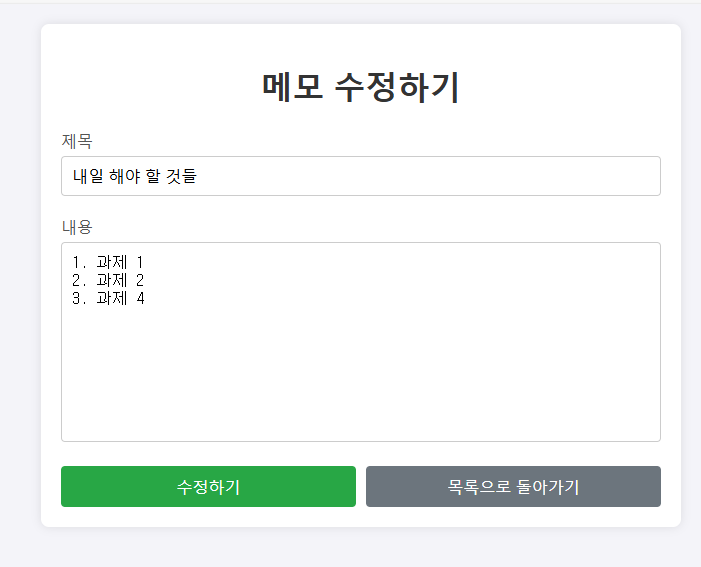 메모 수정하기
제목
내일 해야 할 것들
내용
1. 과제 1
2. 과제 2
3. 과제 4
수정하기
목록으로 돌아가기